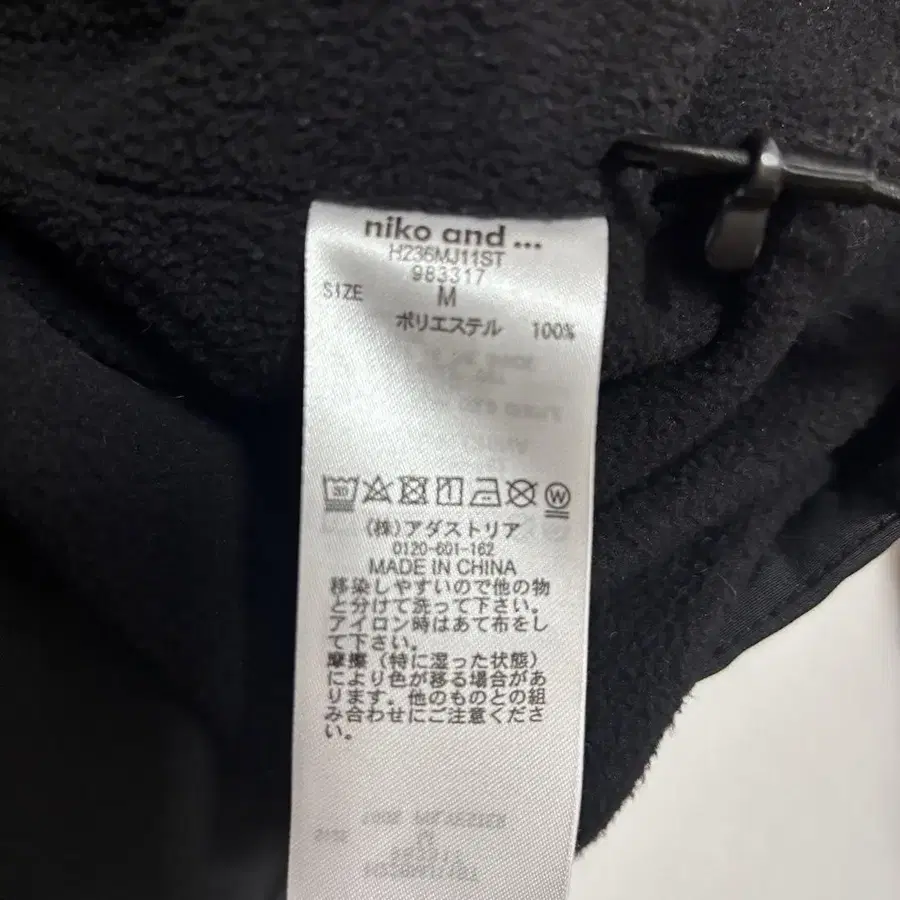 niko and ...
H236MJ11ST
983317
SIZE M
ポリエステル 100%
30
W
(株)アダストリア
0120-601-162
MADE IN CHINA
移染しやすいので他の物
と分けて洗って下さい。
アイロン時はあて布をし
て下さい。
摩擦(特に湿った状態)
により色が移る場合があ
ります。他のものとの組
み合わせにご注意くださ
い。